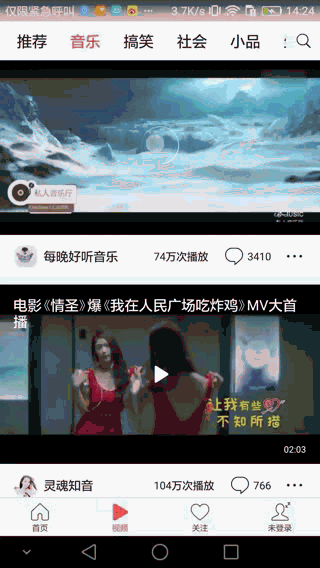 仅限紧急呼叫 ... 3.7K/s 14:24
推荐 音乐 搞笑 社会 小品
私人音乐厅
MUSIC
每晚好听音乐 74万次播放 3410
电影《情圣》爆《我在人民广场吃炸鸡》MV大首
播
让我有些
不知所措
02:03
灵魂知音 104万次播放 766
首页 视频 关注 未登录